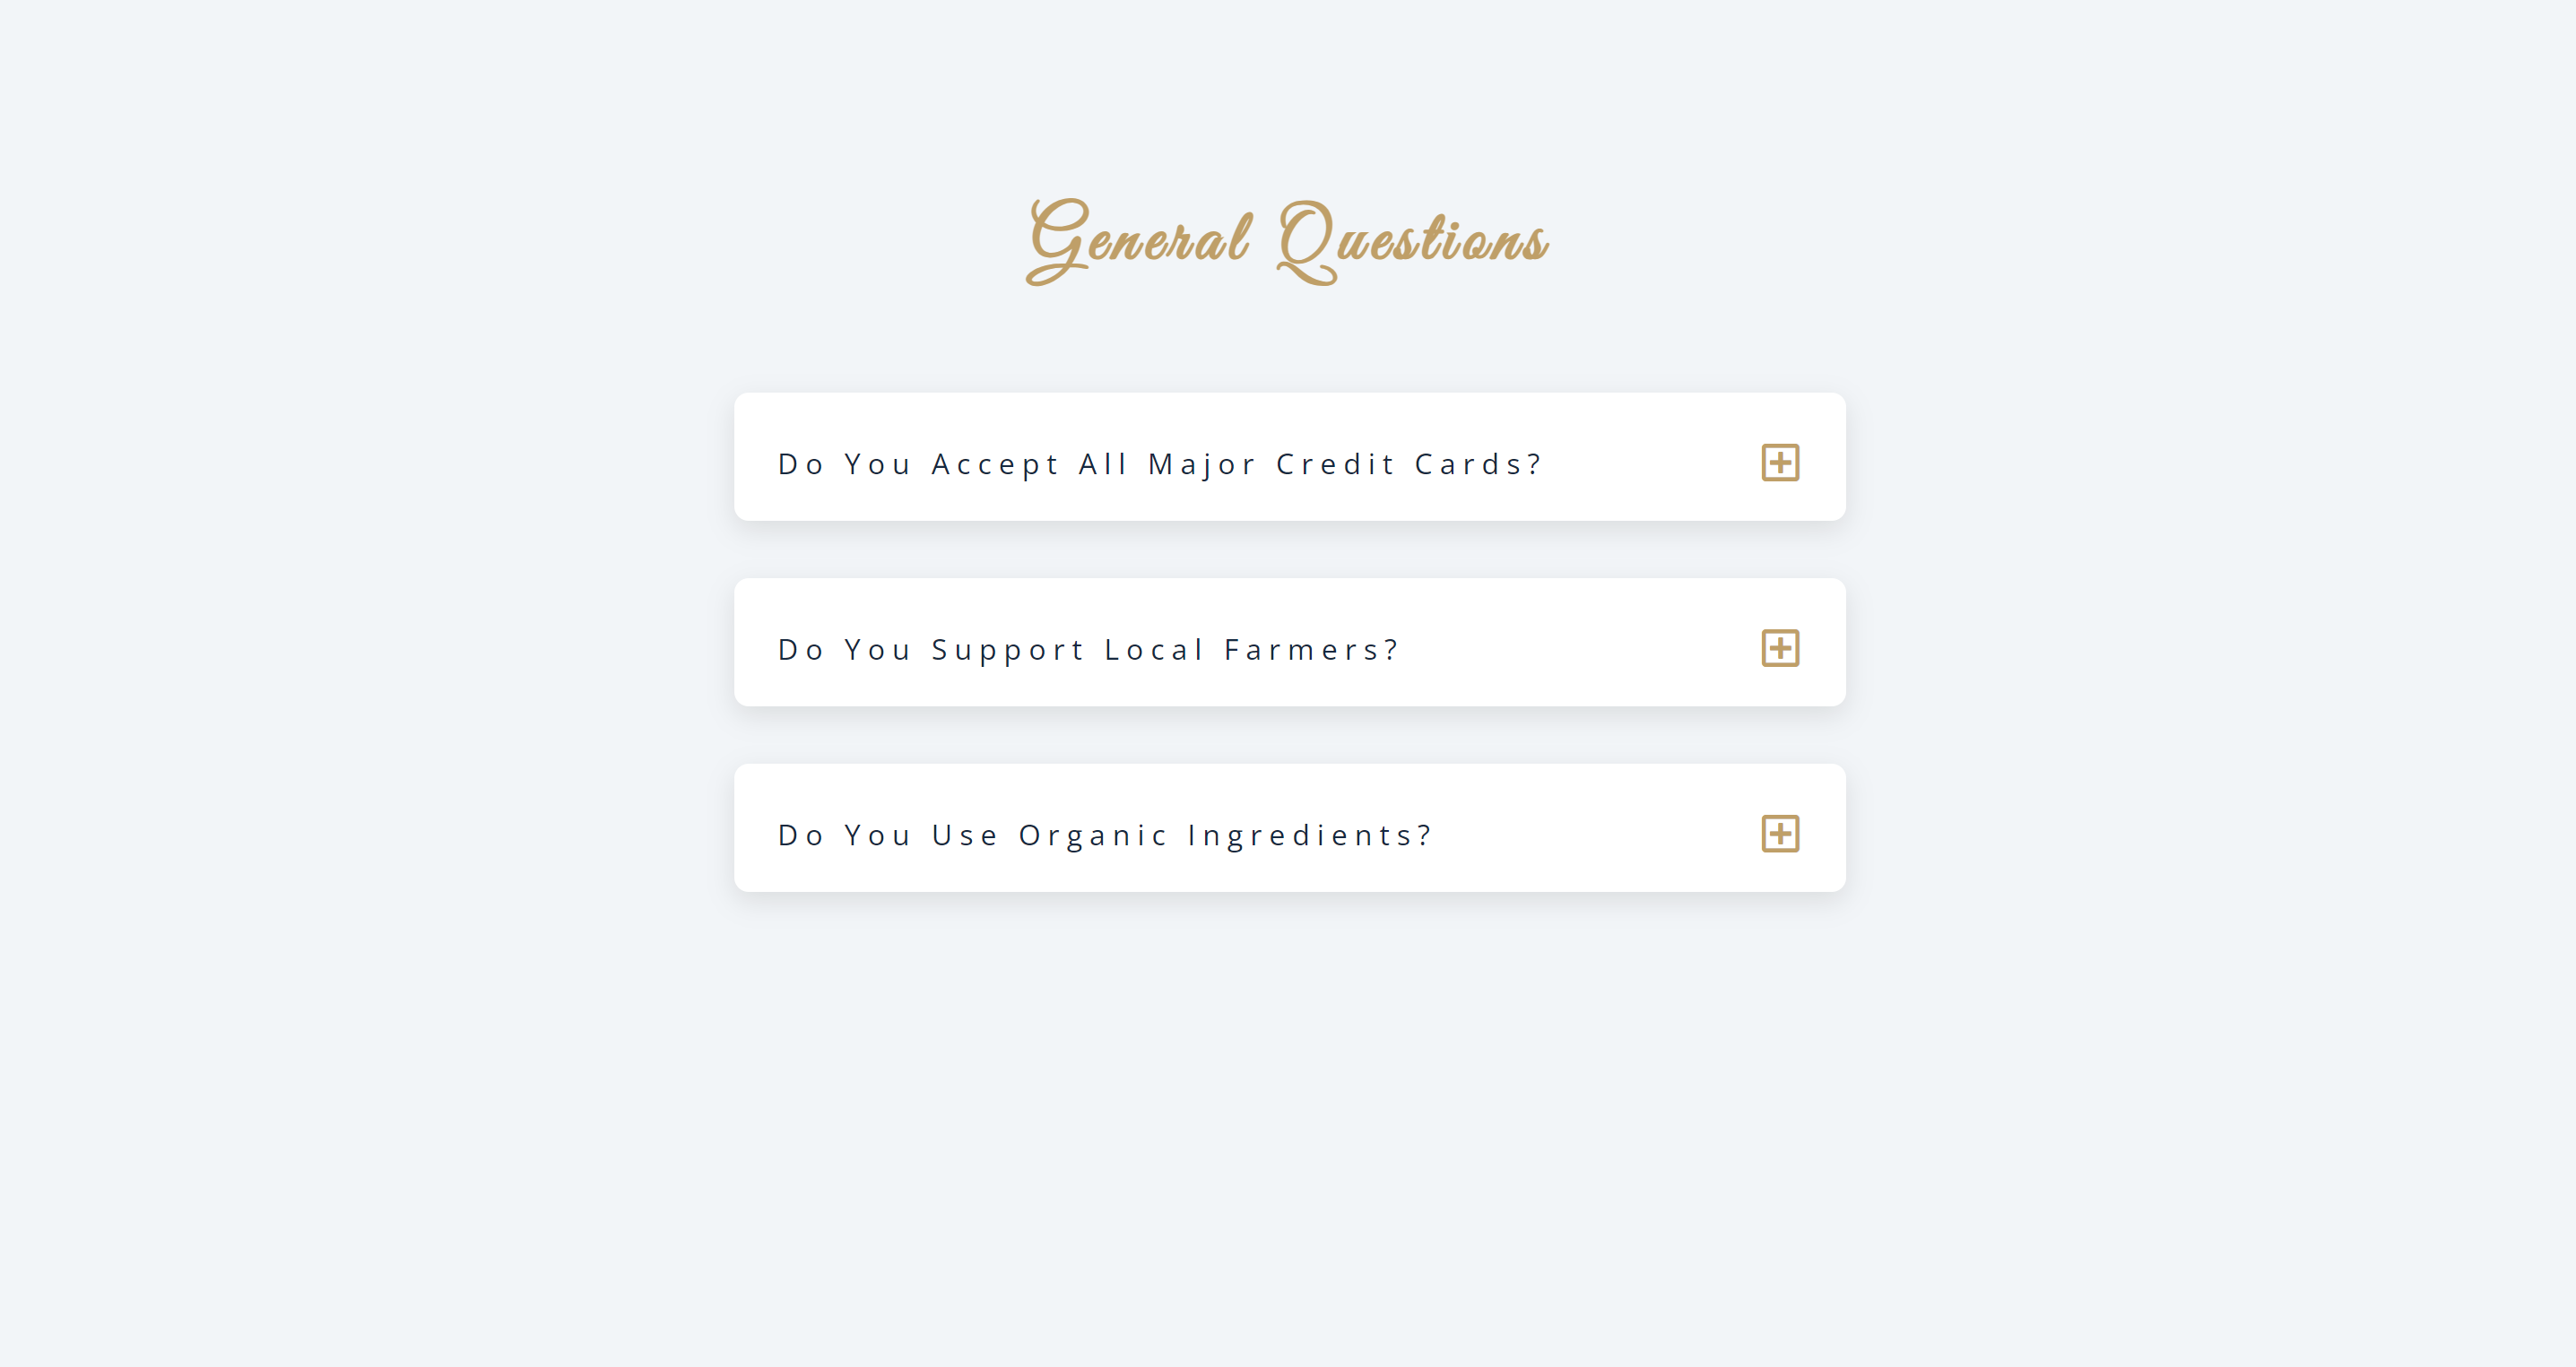 General Questions
Do You Accept All Major Credit Cards?
Do You Support Local Farmers?
Do You Use Organic Ingredients?